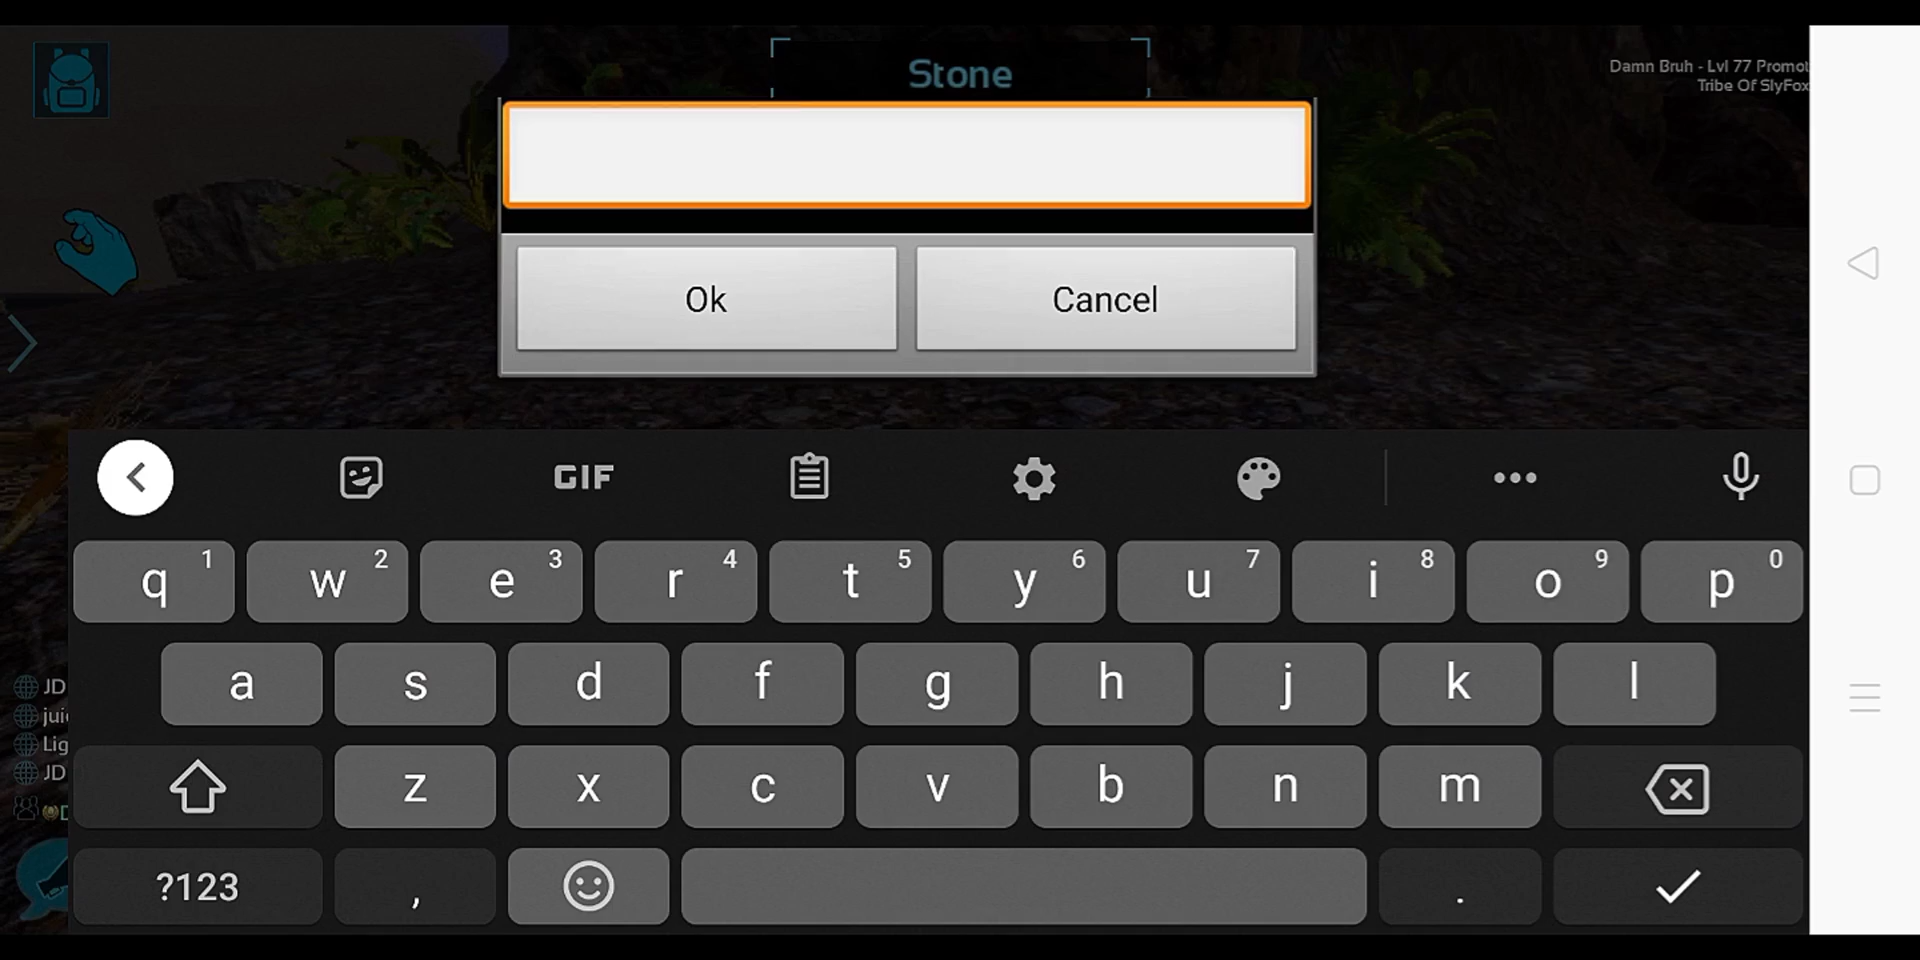 Stone
Damn Bruh - Lvl 77 Promot
Tribe Of SlyFox
Ok
Cancel
GIF
q 1 w 2 e 3 r 4 t 5 y 6 u 7 i 8 o 9 p 0
a s d f g h j k l
JD
juic
Lig
z x c v b n m
JD
?123 , .